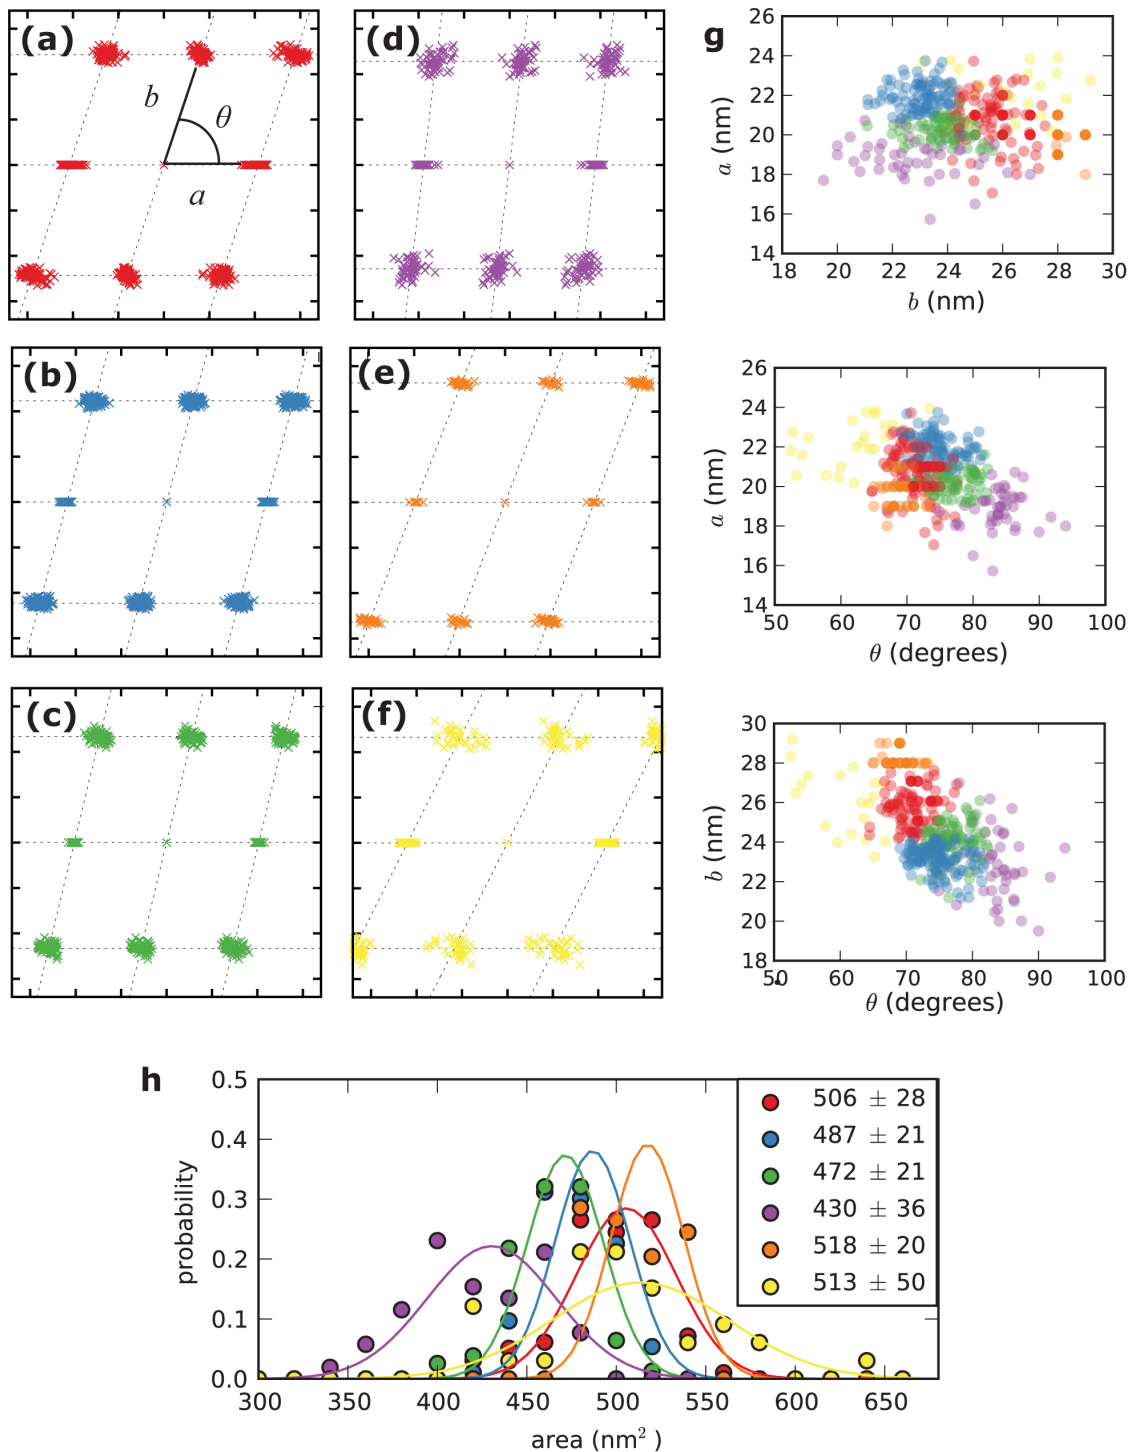 (a)
b
θ
a
(b)
(c)
(d)
(e)
(f)
g
26
24
22
20
18
16
14
a (nm)
18 20 22 24 26 28 30
b (nm)
26
24
22
20
18
16
14
a (nm)
50 60 70 80 90 100
θ (degrees)
30
28
26
24
22
20
18
b (nm)
50 60 70 80 90 100
θ (degrees)
h
0.5
0.4
0.3
0.2
0.1
0.0
probability
300 350 400 450 500 550 600 650
area (nm²)
506 ± 28
487 ± 21
472 ± 21
430 ± 36
518 ± 20
513 ± 50